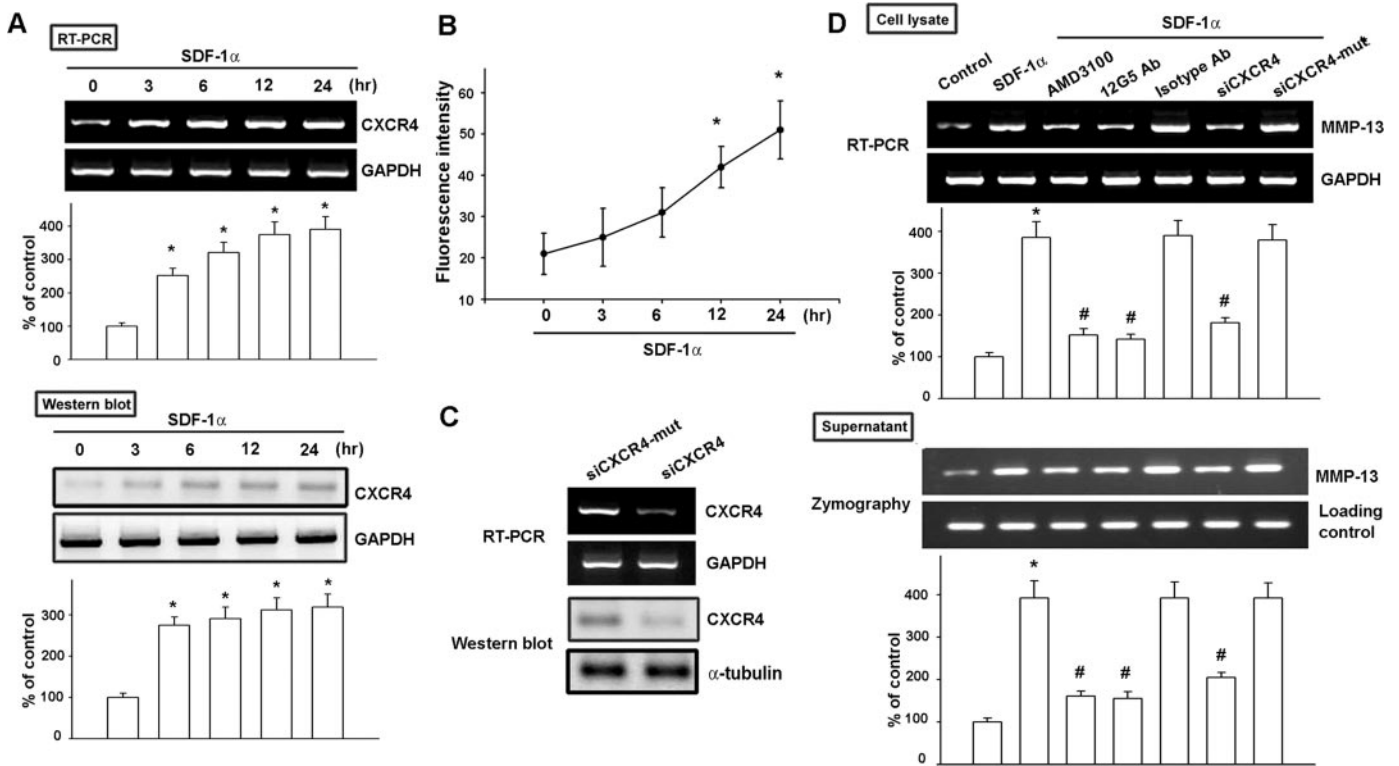 A
RT-PCR
SDF-1α
0 3 6 12 24 (hr)
CXCR4
GAPDH
% of control
400
300
200
100
0
* * * *
Western blot
SDF-1α
0 3 6 12 24 (hr)
CXCR4
GAPDH
% of control
300
200
100
0
* * * *
B
Fluorescence intensity
60
50
40
30
20
10
* *
0 3 6 12 24 (hr)
SDF-1α
C
siCXCR4-mut siCXCR4
RT-PCR
CXCR4
GAPDH
Western blot
CXCR4
α-tubulin
D
Cell lysate
SDF-1α
Control SDF-1α AMD3100 12G5 Ab Isotype Ab siCXCR4 siCXCR4-mut
RT-PCR
MMP-13
GAPDH
% of control
400
300
200
100
0
* # # #
Supernatant
Zymography
MMP-13
Loading
control
% of control
400
300
200
100
0
* # # #